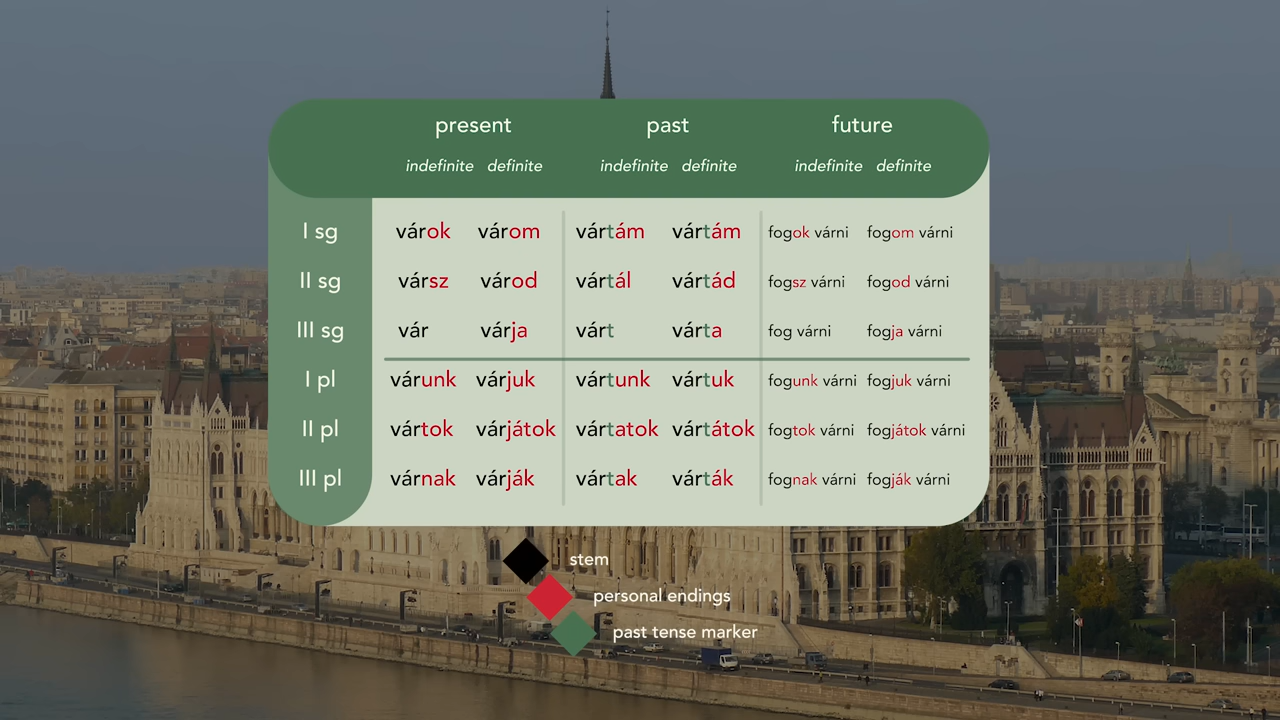 present past future
indefinite definite indefinite definite indefinite definite
I sg várok várom vártám vártám fogok várni fogom várni
II sg vársz várod vártál vártád fogsz várni fogod várni
III sg vár várja várt várta fog várni fogja várni
I pl várunk várjuk vártunk vártuk fogunk várni fogjuk várni
II pl vártok várjátok vártatok vártátok fogtok várni fogjátok várni
III pl várnak várják vártak várták fognak várni fogják várni
stem
personal endings
past tense marker